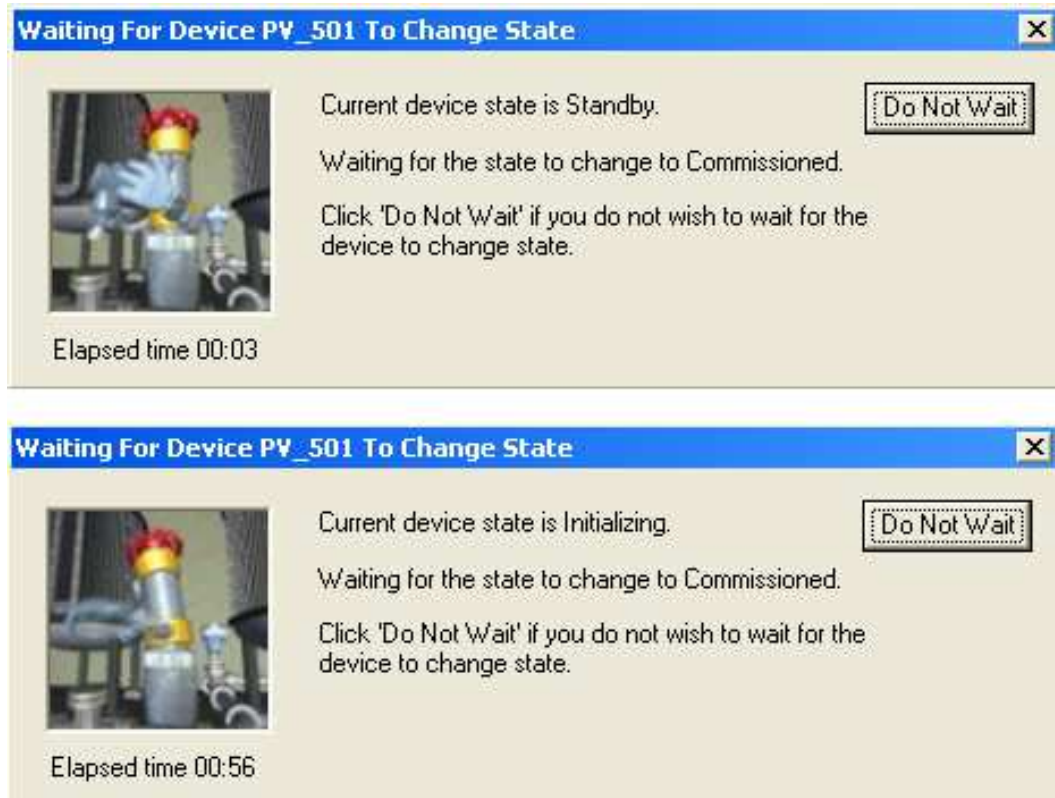 Waiting For Device PV_501 To Change State
Current device state is Standby.
Do Not Wait
Waiting for the state to change to Commissioned.
Click 'Do Not Wait' if you do not wish to wait for the
device to change state.
Elapsed time 00:03
Waiting For Device PV_501 To Change State
Current device state is Initializing.
Do Not Wait
Waiting for the state to change to Commissioned.
Click 'Do Not Wait' if you do not wish to wait for the
device to change state.
Elapsed time 00:56